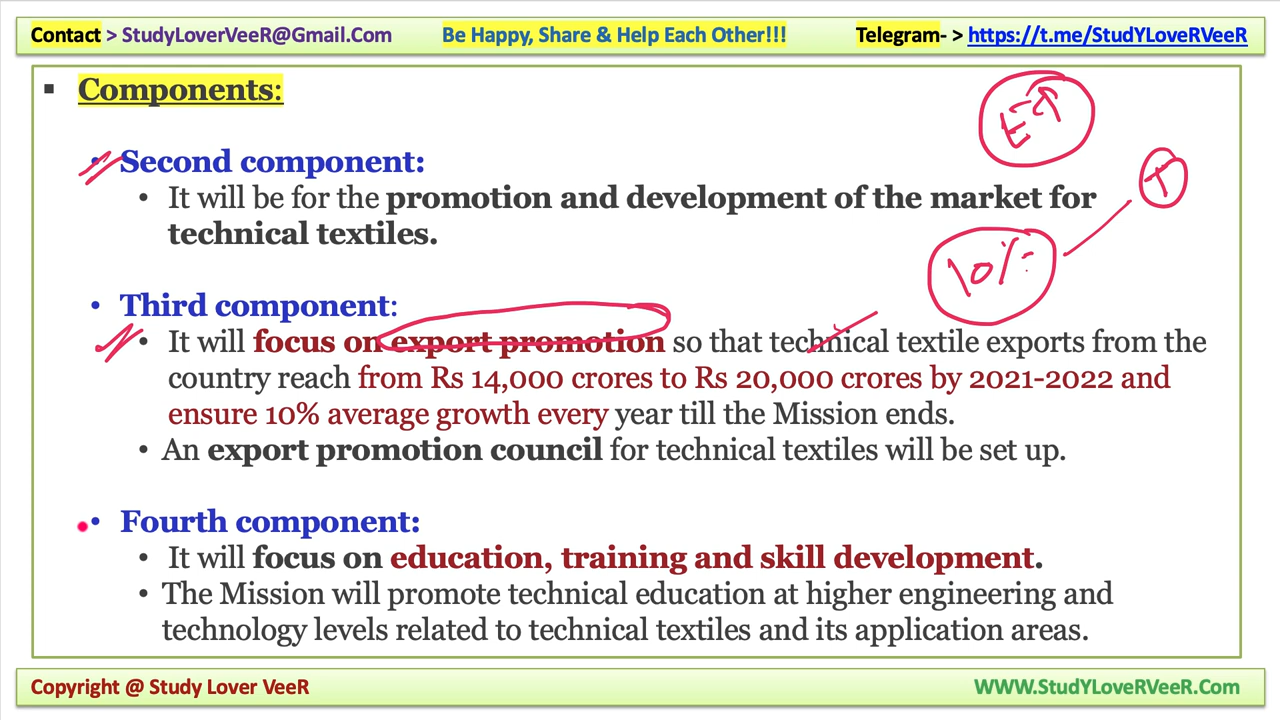 Contact > StudyLoverVeeR@Gmail.Com Be Happy, Share & Help Each Other!!! Telegram- > https://t.me/StudYLoveRVeeR
▪ Components:
• Second component:
• It will be for the promotion and development of the market for
technical textiles.
10%
• Third component:
• It will focus on export promotion so that technical textile exports from the
country reach from Rs 14,000 crores to Rs 20,000 crores by 2021-2022 and
ensure 10% average growth every year till the Mission ends.
• An export promotion council for technical textiles will be set up.
• Fourth component:
• It will focus on education, training and skill development.
• The Mission will promote technical education at higher engineering and
technology levels related to technical textiles and its application areas.
Copyright @ Study Lover VeeR WWW.StudYLoveRVeeR.Com